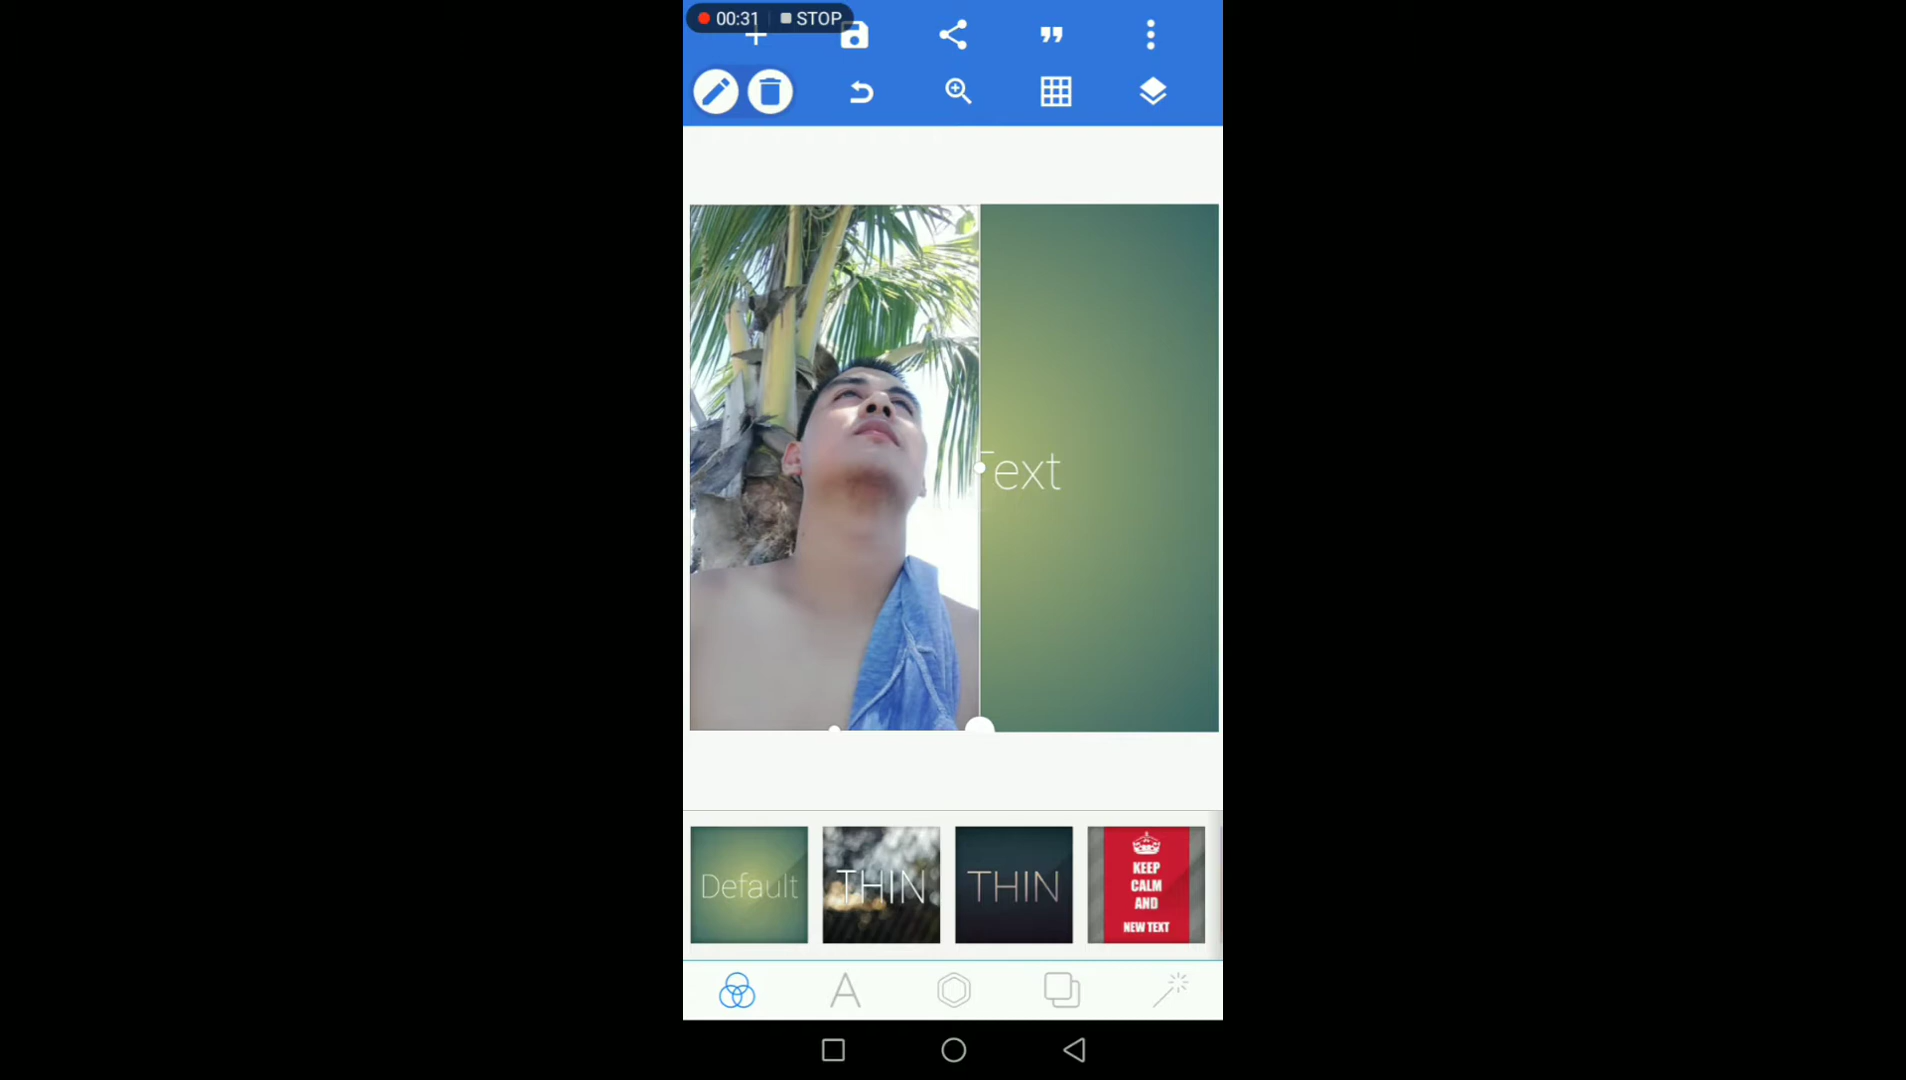 00:31 STOP
Text
Default
THIN
THIN
KEEP
CALM
AND
NEW TEXT